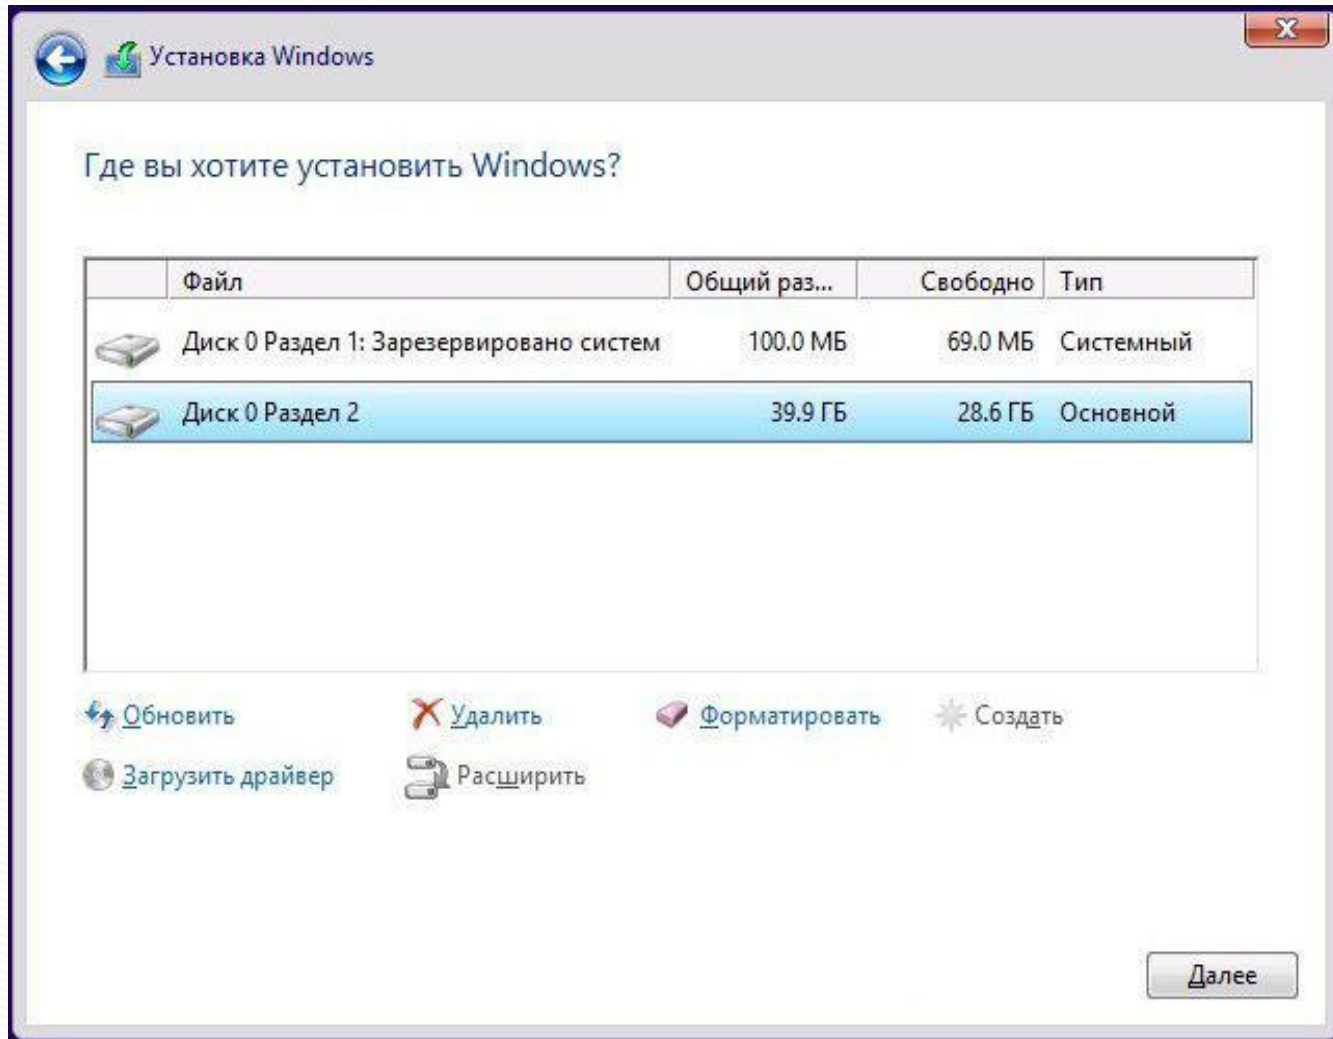 Установка Windows
X
Где вы хотите установить Windows?
Файл Общий раз... Свободно Тип
Диск 0 Раздел 1: Зарезервировано систем 100.0 МБ 69.0 МБ Системный
Диск 0 Раздел 2 39.9 ГБ 28.6 ГБ Основной
Обновить Удалить Форматировать Создать
Загрузить драйвер Расширить
Далее